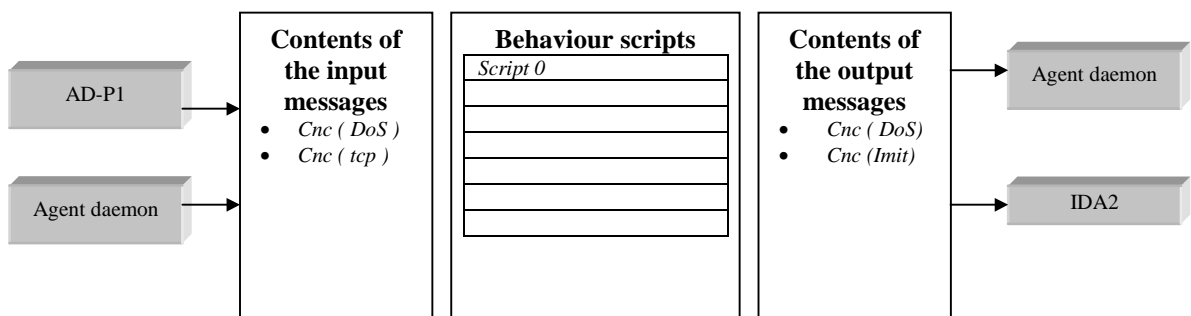 AD-P1
Agent daemon
Contents of
the input
messages
• Cnc ( DoS )
• Cnc ( tcp )
Behaviour scripts
Script 0
Contents of
the output
messages
• Cnc ( DoS)
• Cnc (Imit)
Agent daemon
IDA2